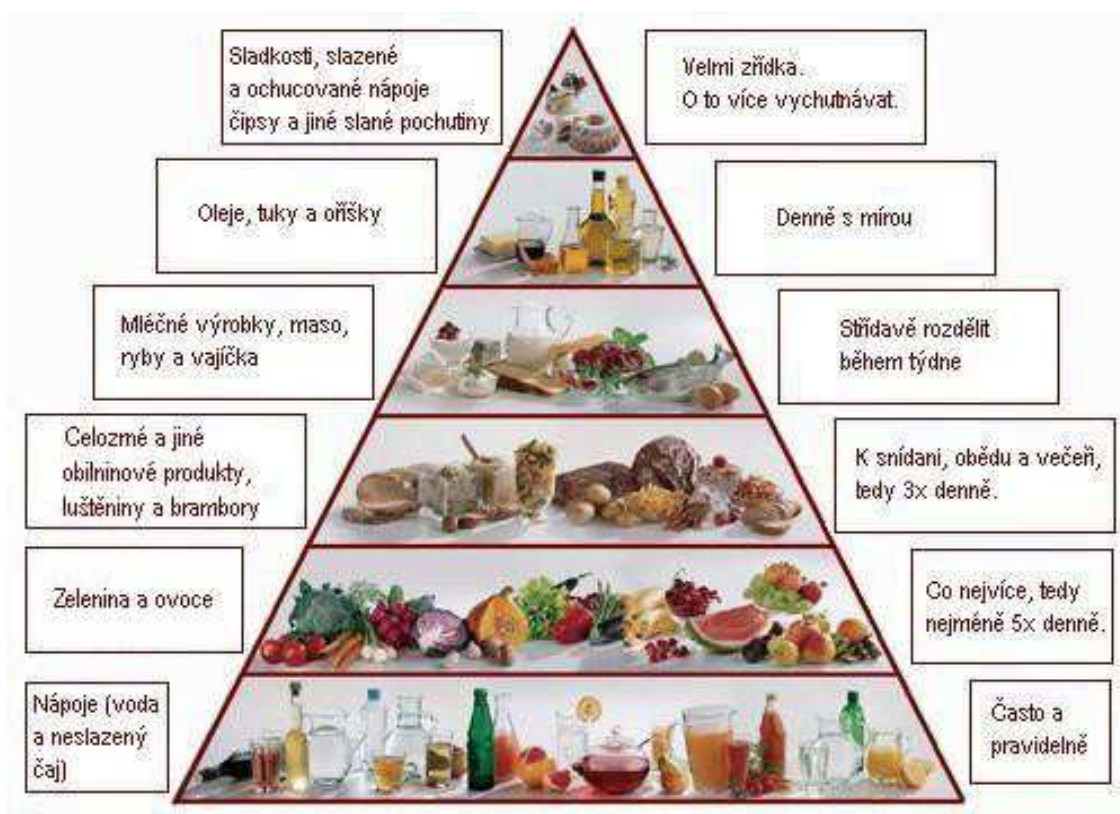 Sladkosti, slazené
a ochucované nápoje
čipsy a jiné slané pochutiny
Velmi zřídka.
O to více vychutnávat.
Oleje, tuky a oříšky
Denně s mírou
Mléčné výrobky, maso,
ryby a vajíčka
Střídavě rozdělit
během týdne
Celozrné a jiné
obilninové produkty,
luštěniny a brambory
K snídani, obědu a večeři,
tedy 3x denně.
Zelenina a ovoce
Co nejvíce, tedy
nejméně 5x denně.
Nápoje (voda
a neslazený
čaj)
Často a
pravidelně